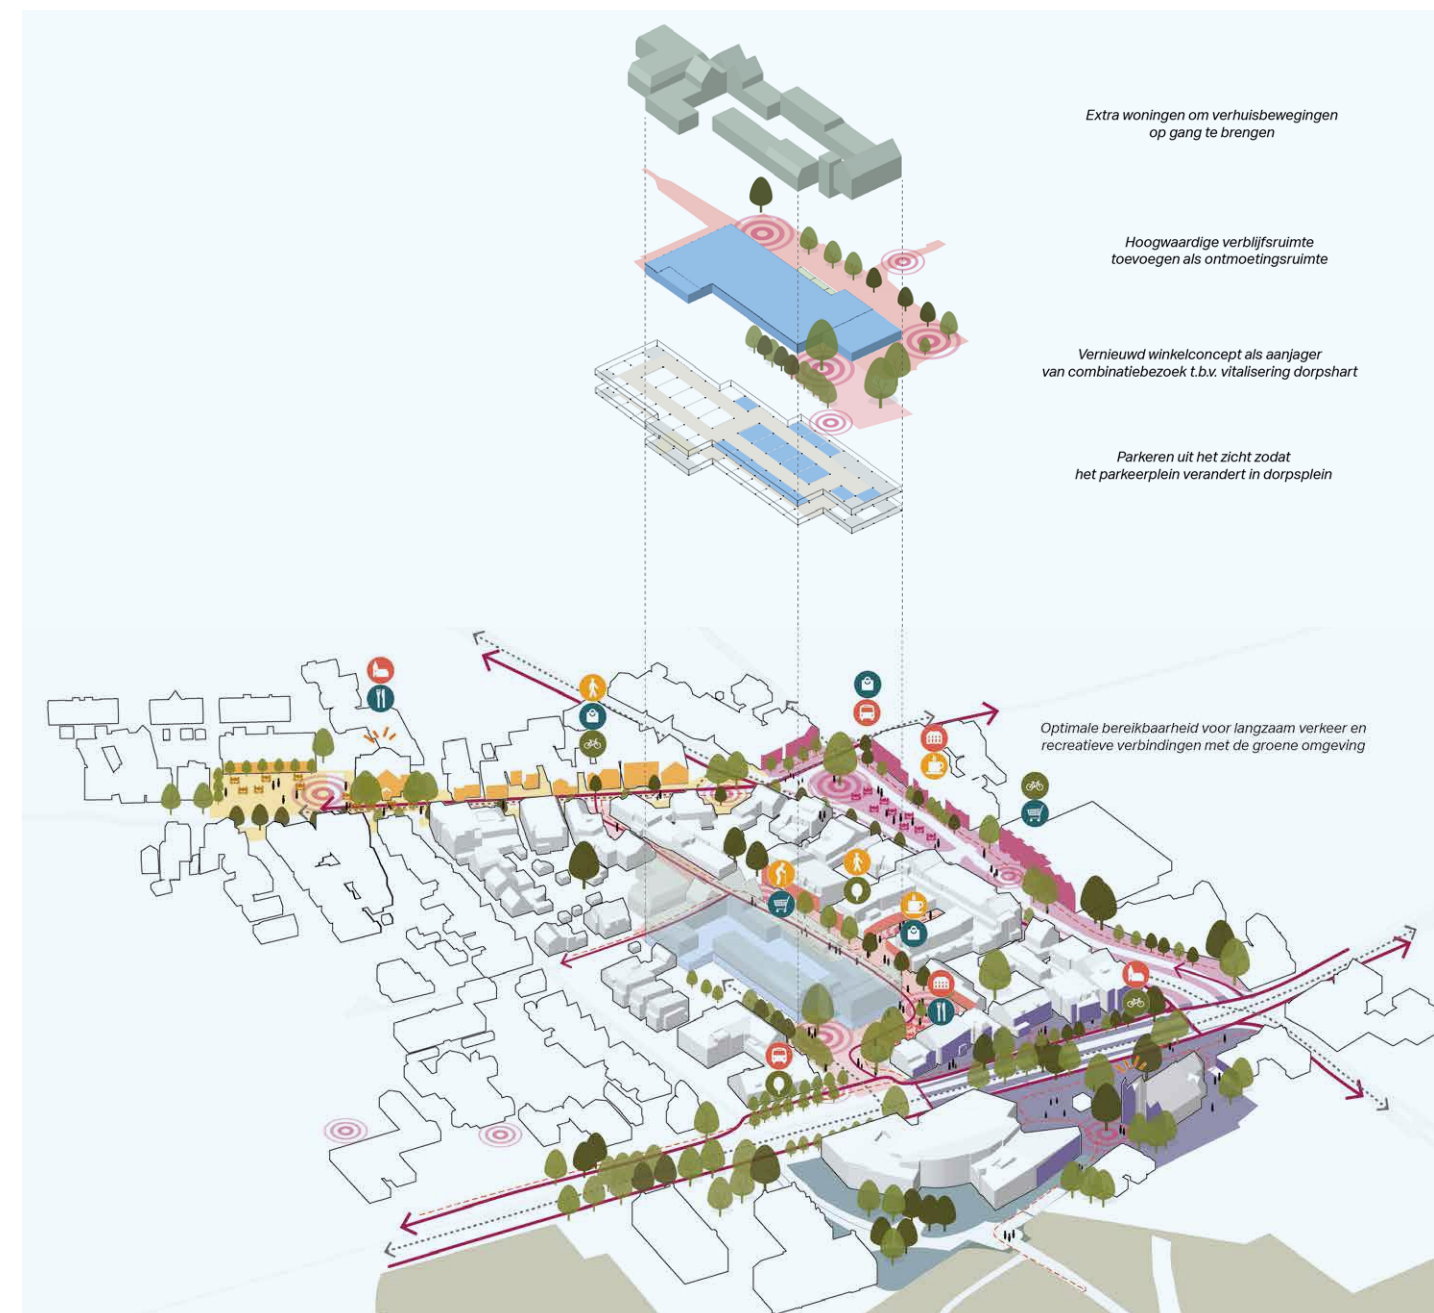 Extra woningen om verhuisbewegingen
op gang te brengen
Hoogwaardige verblijfsruimte
toevoegen als ontmoetingsruimte
Vernieuwd winkelconcept als aanjager
van combinatiebezoek t.b.v. vitalisering dorpshart
Parkeren uit het zicht zodat
het parkeerplein verandert in dorpsplein
Optimale bereikbaarheid voor langzaam verkeer en
recreatieve verbindingen met de groene omgeving